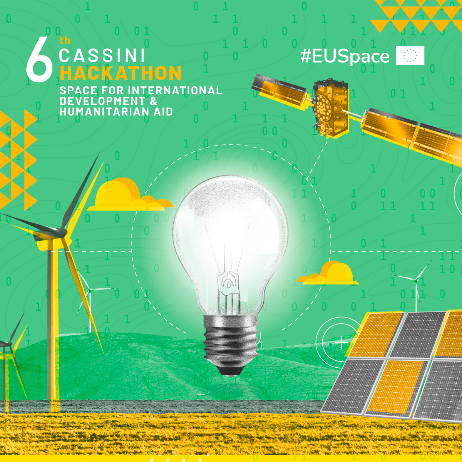 6th CASSINI
HACKATHON
SPACE FOR INTERNATIONAL
DEVELOPMENT &
HUMANITARIAN AID
#EUSpace